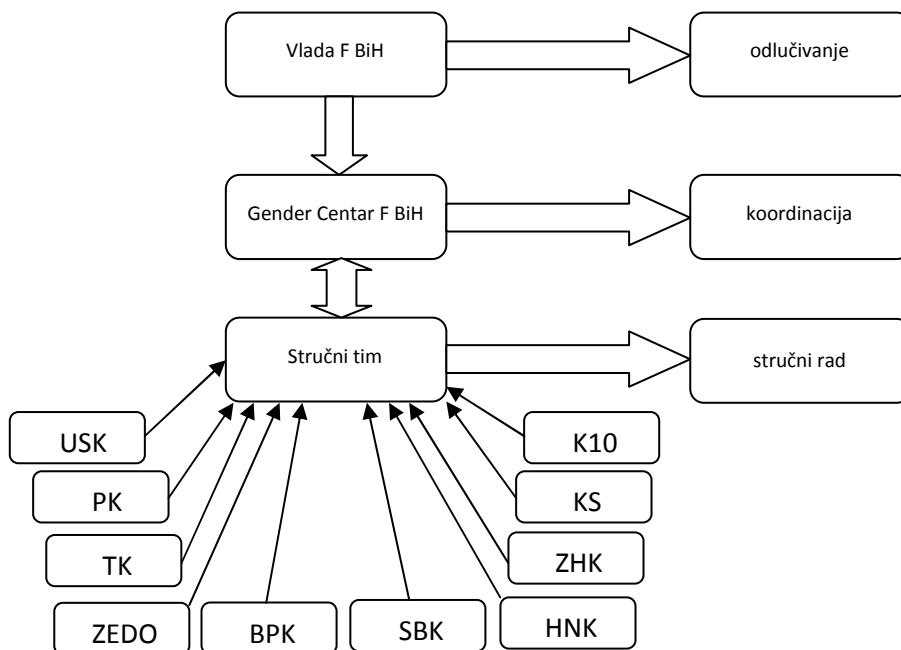 Vlada F BiH
odlučivanje
Gender Centar F BiH
koordinacija
Stručni tim
stručni rad
USK
K10
PK
KS
TK
ZHK
ZEDO
BPK
SBK
HNK